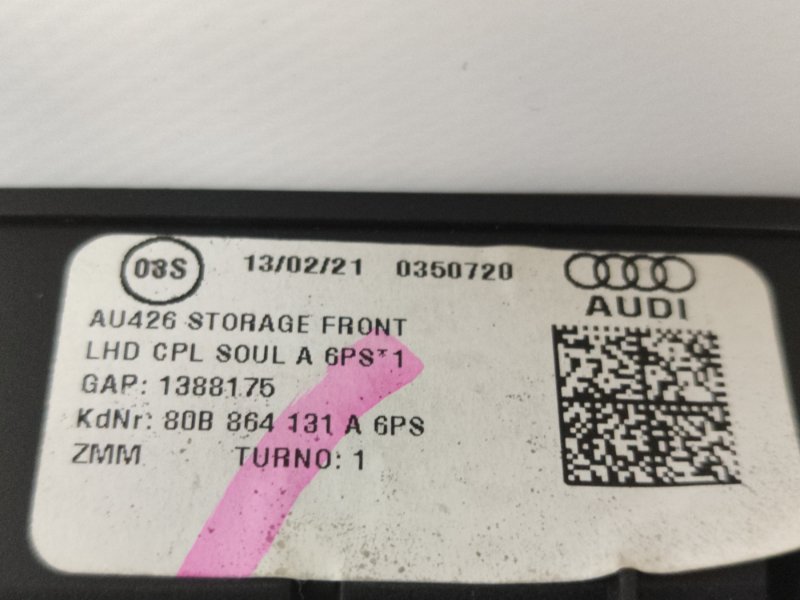 08S 13/02/21 0350720
AUDI
AU426 STORAGE FRONT
LHD CPL SOUL A 6PS*1
GAP: 1388175
KdNr: 80B 864 131 A 6PS
ZMM TURNO: 1